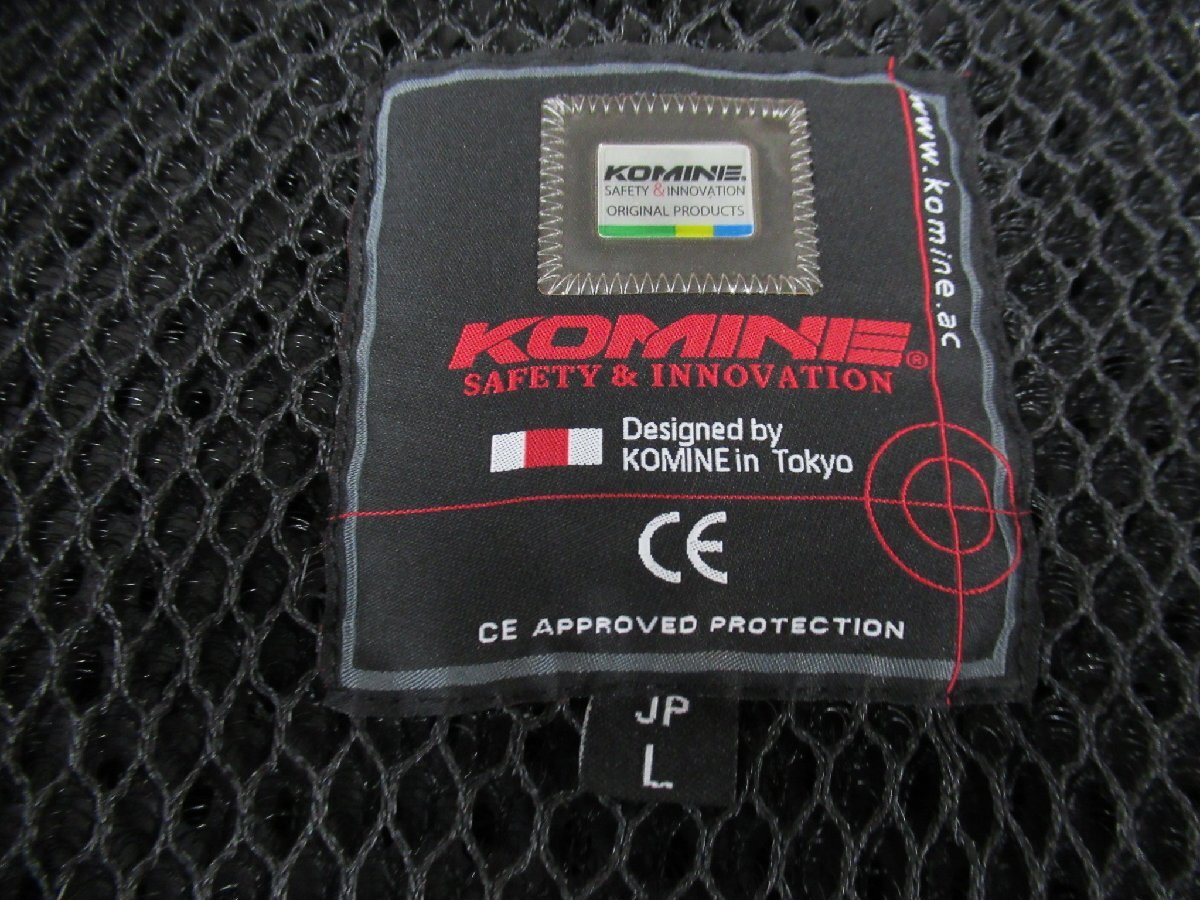 KOMINE.
SAFETY & INNOVATION
ORIGINAL PRODUCTS
www.komine.ac
KOMINE®
SAFETY & INNOVATION
Designed by
KOMINE in Tokyo
CE
CE APPROVED PROTECTION
JP
L